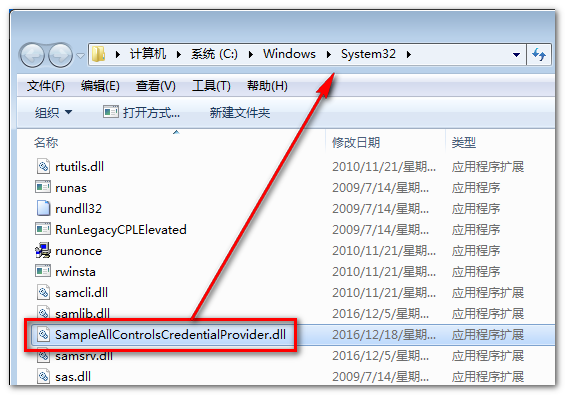 计算机 系统 (C:) Windows System32
文件(F) 编辑(E) 查看(V) 工具(T) 帮助(H)
组织 打开方式... 新建文件夹
名称 修改日期 类型
rtutils.dll 2010/11/21/星期... 应用程序扩展
runas 2009/7/14/星期... 应用程序
rundll32 2009/7/14/星期... 应用程序
RunLegacyCPLElevated 2009/7/14/星期... 应用程序
runonce 2010/11/21/星期... 应用程序
rwinsta 2010/11/21/星期... 应用程序
samcli.dll 2010/11/21/星期... 应用程序扩展
samlib.dll 2016/12/5/星期... 应用程序扩展
SampleAllControlsCredentialProvider.dll 2016/12/18/星期... 应用程序扩展
samsrv.dll 2016/12/5/星期... 应用程序扩展
sas.dll 2009/7/14/星期... 应用程序扩展